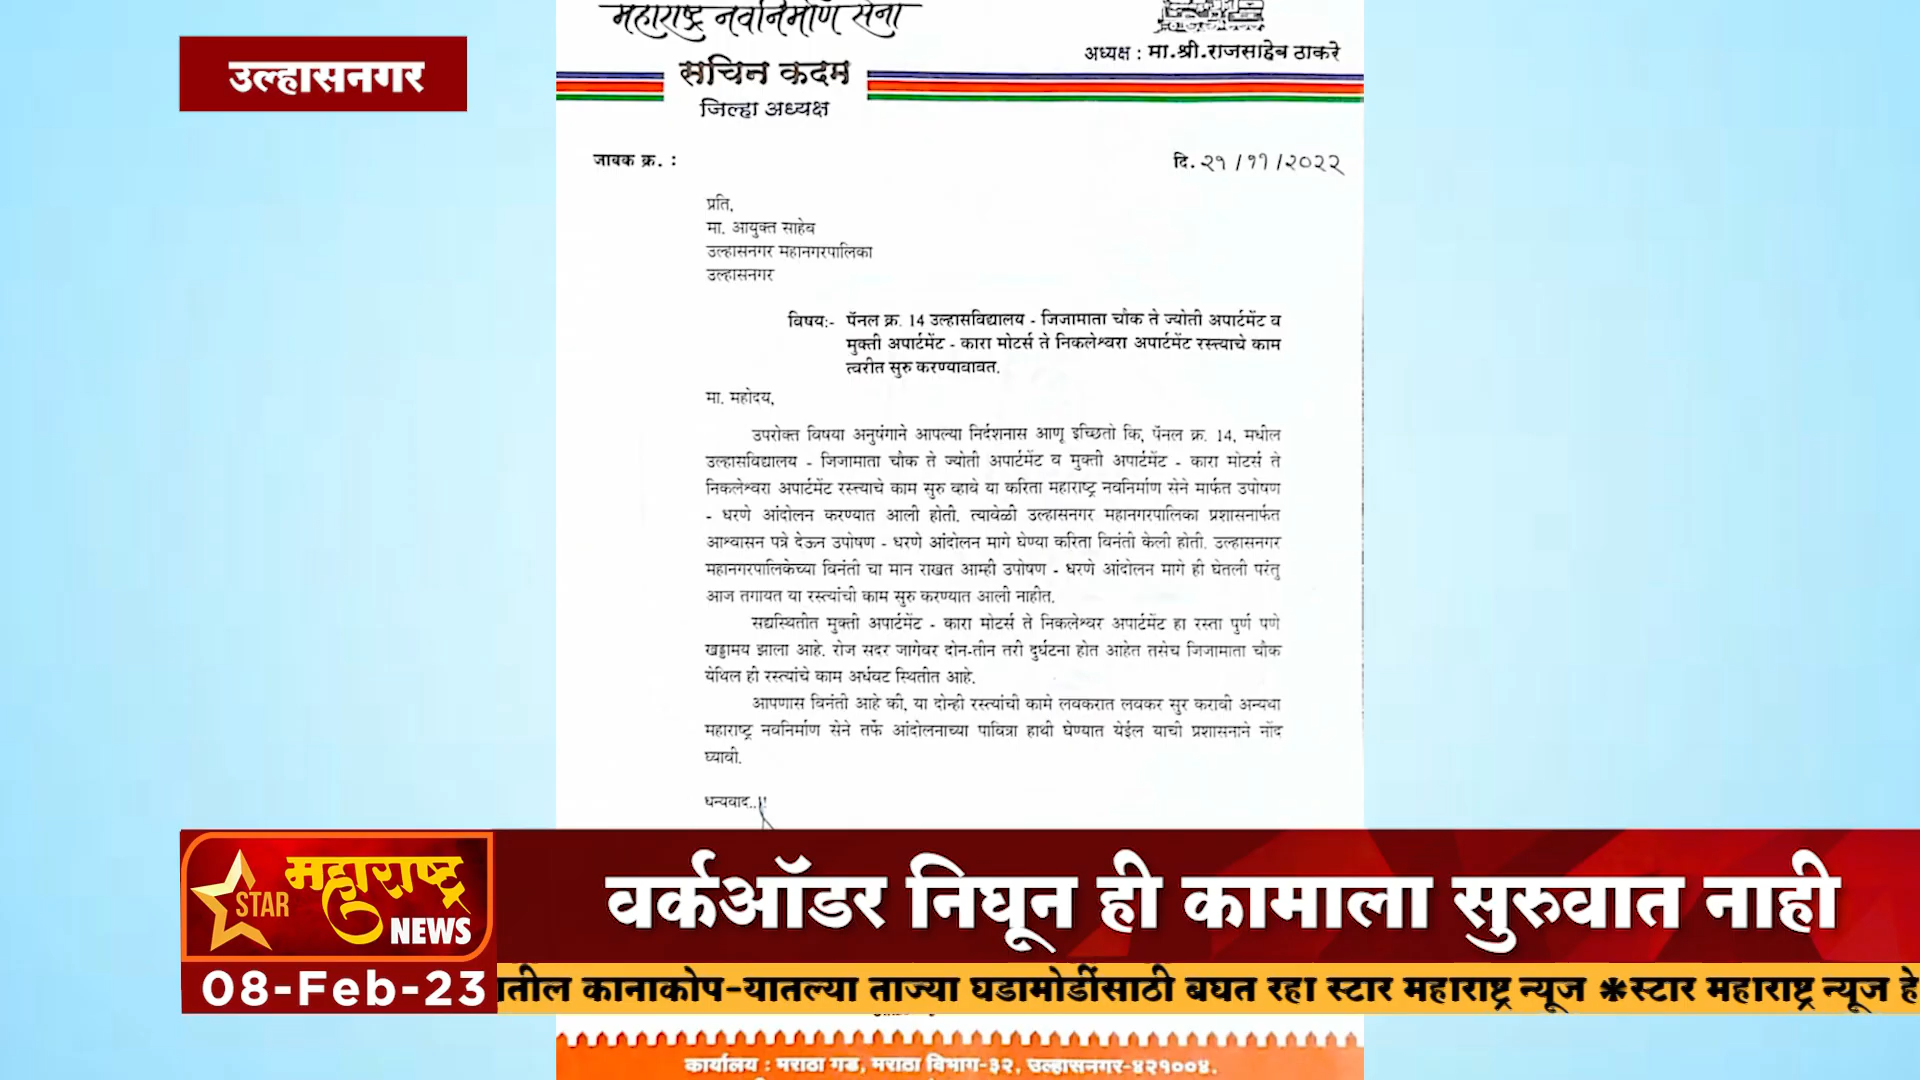 महाराष्ट्र नवनिर्माण सेना
उल्हासनगर
अध्यक्ष : मा.श्री.राजसाहेब ठाकरे
सचिन कदम
जिल्हा अध्यक्ष
जावक क्र. :
दि. २१/११/२०२२
प्रति,
मा. आयुक्त साहेब
उल्हासनगर महानगरपालिका
उल्हासनगर
विषय:- पॅनल क्र. 14 उल्हासविद्यालय - जिजामाता चौक ते ज्योती अपार्टमेंट व
मुक्ती अपार्टमेंट - कारा मोटर्स ते निकलेश्वरा अपार्टमेंट रस्त्याचे काम
त्वरीत सुरु करण्याबाबत.
मा. महोदय,
उपरोक्त विषया अनुषंगाने आपल्या निर्दशनास आणू इच्छितो कि, पॅनल क्र. 14, मधील
उल्हासविद्यालय - जिजामाता चौक ते ज्योती अपार्टमेंट व मुक्ती अपार्टमेंट - कारा मोटर्स ते
निकलेश्वरा अपार्टमेंट रस्त्याचे काम सुरु व्हावे या करिता महाराष्ट्र नवनिर्माण सेने मार्फत उपोषण
- धरणे आंदोलन करण्यात आली होती. त्यावेळी उल्हासनगर महानगरपालिका प्रशासनार्फत
आश्वासन पत्रे देऊन उपोषण - धरणे आंदोलन मागे घेण्या करिता विनंती केली होती. उल्हासनगर
महानगरपालिकेच्या विनंती चा मान राखत आम्ही उपोषण - धरणे आंदोलन मागे ही घेतली परंतु
आज तगायत या रस्त्यांची काम सुरु करण्यात आली नाहीत.
सद्यस्थितीत मुक्ती अपार्टमेंट - कारा मोटर्स ते निकलेश्वर अपार्टमेंट हा रस्ता पुर्ण पणे
खड्डामय झाला आहे. रोज सदर जागेवर दोन-तीन तरी दुर्घटना होत आहेत तसेच जिजामाता चौक
येथिल ही रस्त्यांचे काम अर्धवट स्थितीत आहे.
आपणास विनंती आहे की, या दोन्ही रस्त्यांची कामे लवकरात लवकर सुर करावी अन्यथा
महाराष्ट्र नवनिर्माण सेने तर्फे आंदोलनाच्या पावित्रा हाथी घेण्यात येईल याची प्रशासनाने नोंद
घ्यावी.
धन्यवाद..!!
STAR महाराष्ट्र NEWS
वर्कऑडर निघून ही कामाला सुरुवात नाही
08-Feb-23
तील कानाकोप-यातल्या ताज्या घडामोडींसाठी बघत रहा स्टार महाराष्ट्र न्यूज ✱स्टार महाराष्ट्र न्यूज हे
कार्यालय : मराठा गड, मराठा विभाग-३२, उल्हासनगर-४२१००४.